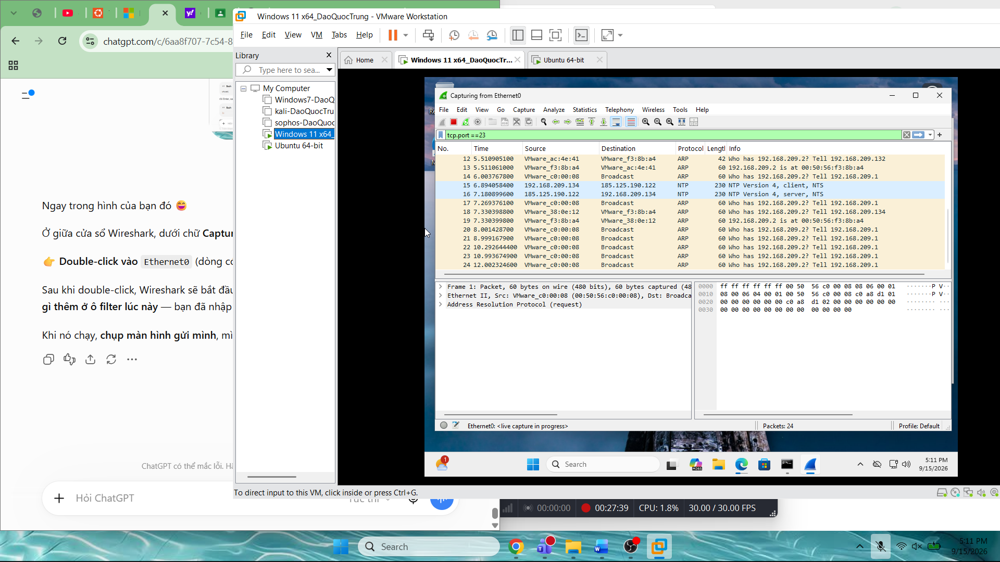 chatgpt.com/c/6aa8f707-7c54-8
Ngay trong hình của bạn đó 😄
Ở giữa cửa sổ Wireshark, dưới chữ Captur
👉 Double-click vào Ethernet0 (dòng có
Sau khi double-click, Wireshark sẽ bắt đầu
gì thêm ở ô filter lúc này — bạn đã nhập
Khi nó chạy, chụp màn hình gửi mình, mì
ChatGPT có thể mắc lỗi. Hã
Hỏi ChatGPT
Windows 11 x64_DaoQuocTrung - VMware Workstation
File Edit View VM Tabs Help
Library
Type here to sea...
My Computer
Windows7-DaoQ
kali-DaoQuocTru
sophos-DaoQuoc
Windows 11 x64_
Ubuntu 64-bit
Home
Windows 11 x64_DaoQuocTr...
Ubuntu 64-bit
Capturing from Ethernet0
File Edit View Go Capture Analyze Statistics Telephony Wireless Tools Help
tcp.port ==23
No. Time Source Destination Protocol Lengtl Info
12 5.510905100 VMware_ac:4e:41 VMware_f3:8b:a4 ARP 42 Who has 192.168.209.2? Tell 192.168.209.132
13 5.511061000 VMware_f3:8b:a4 VMware_ac:4e:41 ARP 60 192.168.209.2 is at 00:50:56:f3:8b:a4
14 6.003767800 VMware_c0:00:08 Broadcast ARP 60 Who has 192.168.209.2? Tell 192.168.209.1
15 6.894058400 192.168.209.134 185.125.190.122 NTP 230 NTP Version 4, client, NTS
16 7.180899600 185.125.190.122 192.168.209.134 NTP 230 NTP Version 4, server, NTS
17 7.269376100 VMware_c0:00:08 Broadcast ARP 60 Who has 192.168.209.2? Tell 192.168.209.1
18 7.330398800 VMware_38:0e:12 VMware_f3:8b:a4 ARP 60 Who has 192.168.209.2? Tell 192.168.209.134
19 7.330399800 VMware_f3:8b:a4 VMware_38:0e:12 ARP 60 192.168.209.2 is at 00:50:56:f3:8b:a4
20 8.001428700 VMware_c0:00:08 Broadcast ARP 60 Who has 192.168.209.2? Tell 192.168.209.1
21 8.999167900 VMware_c0:00:08 Broadcast ARP 60 Who has 192.168.209.2? Tell 192.168.209.1
22 10.292644400 VMware_c0:00:08 Broadcast ARP 60 Who has 192.168.209.2? Tell 192.168.209.1
23 10.993674900 VMware_c0:00:08 Broadcast ARP 60 Who has 192.168.209.2? Tell 192.168.209.1
24 12.002324600 VMware_c0:00:08 Broadcast ARP 60 Who has 192.168.209.2? Tell 192.168.209.1
Frame 1: Packet, 60 bytes on wire (480 bits), 60 bytes captured (48
Ethernet II, Src: VMware_c0:00:08 (00:50:56:c0:00:08), Dst: Broadca
Address Resolution Protocol (request)
0000 ff ff ff ff ff ff 00 50 56 c0 00 08 08 06 00 01 ·······P V··
0010 08 00 06 04 00 01 00 50 56 c0 00 08 c0 a8 d1 01 ·······P V··
0020 00 00 00 00 00 00 c0 a8 d1 02 00 00 00 00 00 00 ········ ···
0030 00 00 00 00 00 00 00 00 00 00 00 00 ········ ···
Ethernet0: <live capture in progress>
Packets: 24
Profile: Default
1
Search
M365
5:11 PM
9/15/2026
To direct input to this VM, click inside or press Ctrl+G.
00:00:00 00:27:39 CPU: 1.8% 30.00 / 30.00 FPS
Search
5:11 PM
9/15/2026